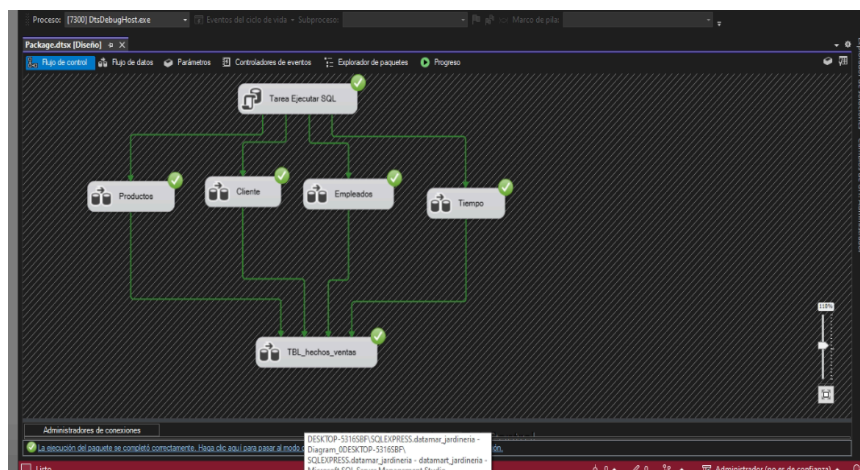 Proceso: [7300] DtsDebugHost.exe Eventos del ciclo de vida Subproceso: Marco de pila:
Package.dtsx [Diseño]
Flujo de control Flujo de datos Parámetros Controladores de eventos Explorador de paquetes Progreso
Tarea Ejecutar SQL
Productos
Cliente
Empleados
Tiempo
110%
TBL_hechos_ventas
Administradores de conexiones
La ejecución del paquete se completó correctamente. Haga clic aquí para pasar al modo
DESKTOP-5316SBF\SQLEXPRESS.datamar_jardineria -
Diagram_0DESKTOP-5316SBF\
SQLEXPRESS.datamar_jardineria - datamart_jardineria -
Microsoft SQL Server Management Studio
Listo
Administrador (no es de confianza)